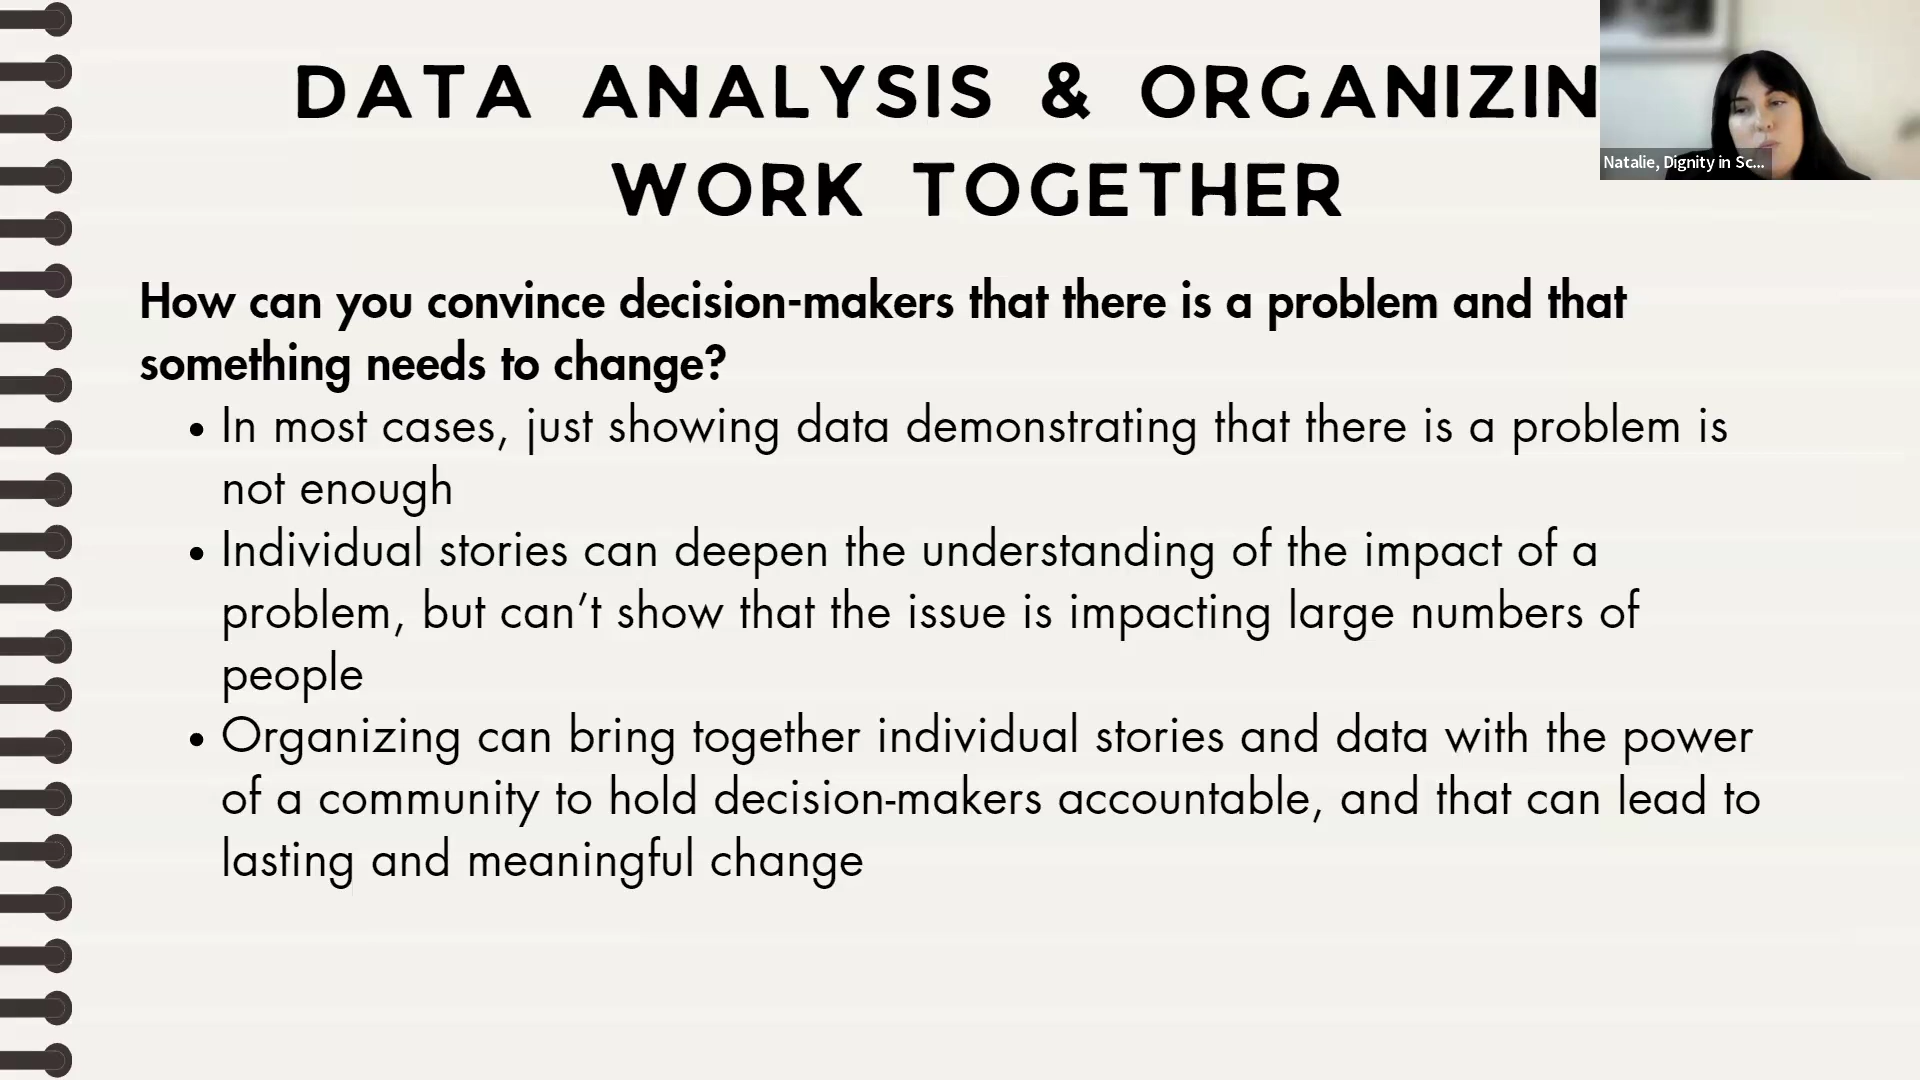 DATA ANALYSIS & ORGANIZIN
WORK TOGETHER
Natalie, Dignity in Sc...
How can you convince decision-makers that there is a problem and that
something needs to change?
• In most cases, just showing data demonstrating that there is a problem is
not enough
• Individual stories can deepen the understanding of the impact of a
problem, but can’t show that the issue is impacting large numbers of
people
• Organizing can bring together individual stories and data with the power
of a community to hold decision-makers accountable, and that can lead to
lasting and meaningful change